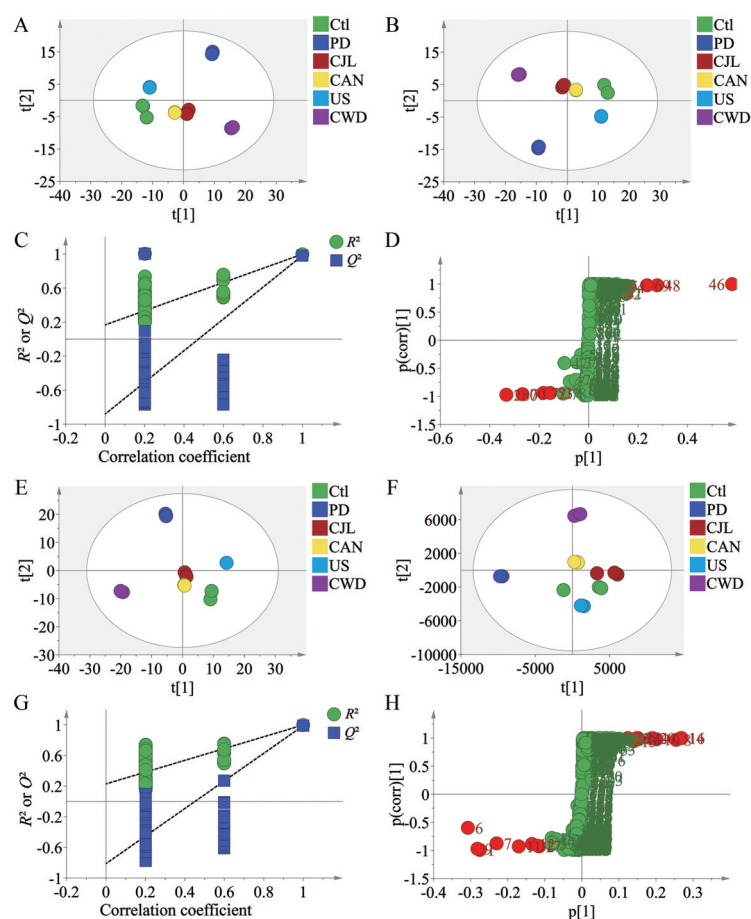 A
B
Ctl
PD
CJL
CAN
US
CWD
Ctl
PD
CJL
CAN
US
CWD
t[2]
15
5
-5
-15
-25
-40 -30 -20 -10 0 10 20 30
t[1]
t[2]
15
5
-5
-15
-25
-40 -30 -20 -10 0 10 20 30
t[1]
C
D
R²
Q²
R² or Q²
1
0.6
0.2
-0.2
-0.6
-1
-0.2 0 0.2 0.4 0.6 0.8 1
Correlation coefficient
p(corr)[1]
1
0.5
0
-0.5
-1
-1.5
-0.6 -0.4 -0.2 0 0.2 0.4 0.6
p[1]
48
46
E
F
Ctl
PD
CJL
CAN
US
CWD
Ctl
PD
CJL
CAN
US
CWD
t[2]
20
10
0
-10
-20
-30
-40 -30 -20 -10 0 10 20 30
t[1]
t[2]
6000
2000
-2000
-6000
-10000
-15000 -5000 5000
t[1]
G
H
R²
Q²
R² or O²
1
0.6
0.2
-0.2
-0.6
-1
-0.2 0 0.2 0.4 0.6 0.8 1
Correlation coefficient
p(corr)[1]
1
0.5
0
-0.5
-1
-1.5
-0.4 -0.3 -0.2 -0.1 0 0.1 0.2 0.3 0.4
p[1]
14
6
7